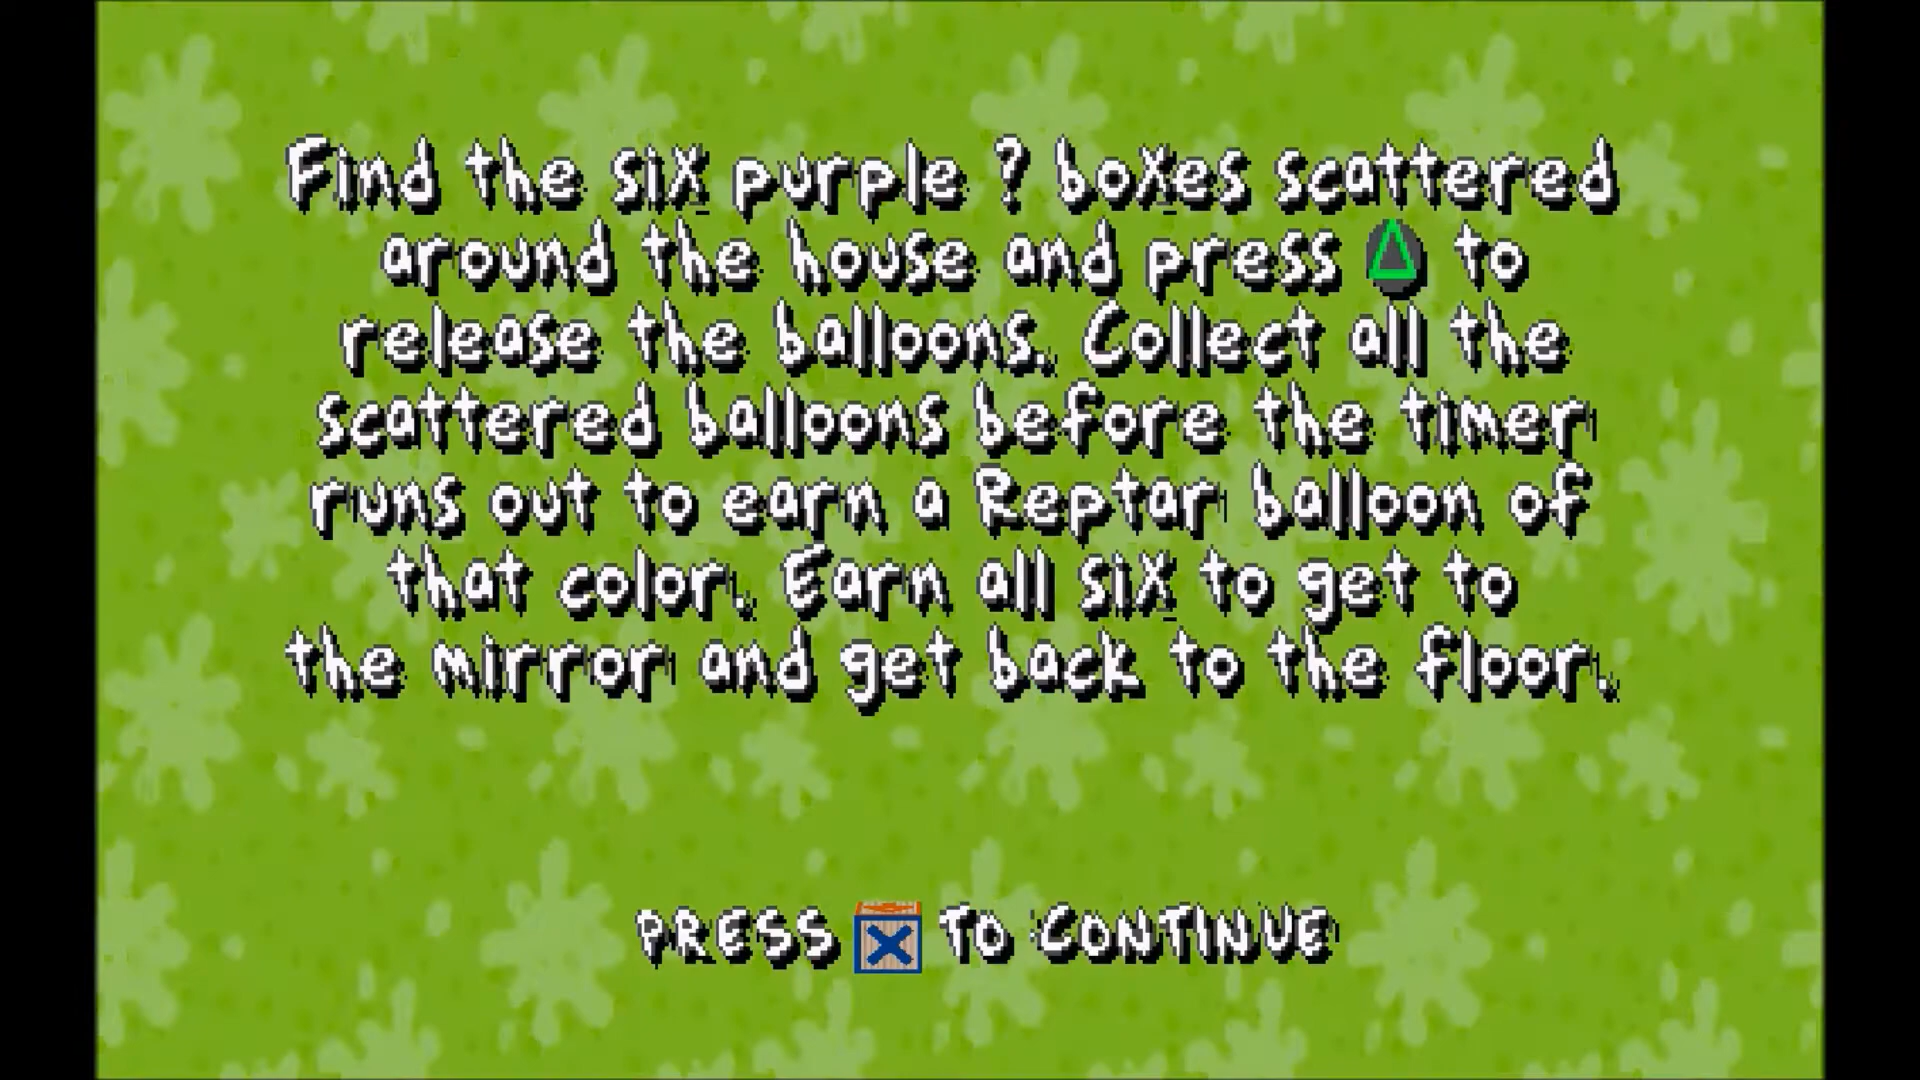 Find the six purple ? boxes scattered
around the house and press △ to
release the balloons. Collect all the
scattered balloons before the timer
runs out to earn a Reptar balloon of
that color. Earn all six to get to
the mirror and get back to the floor.
PRESS X TO CONTINUE